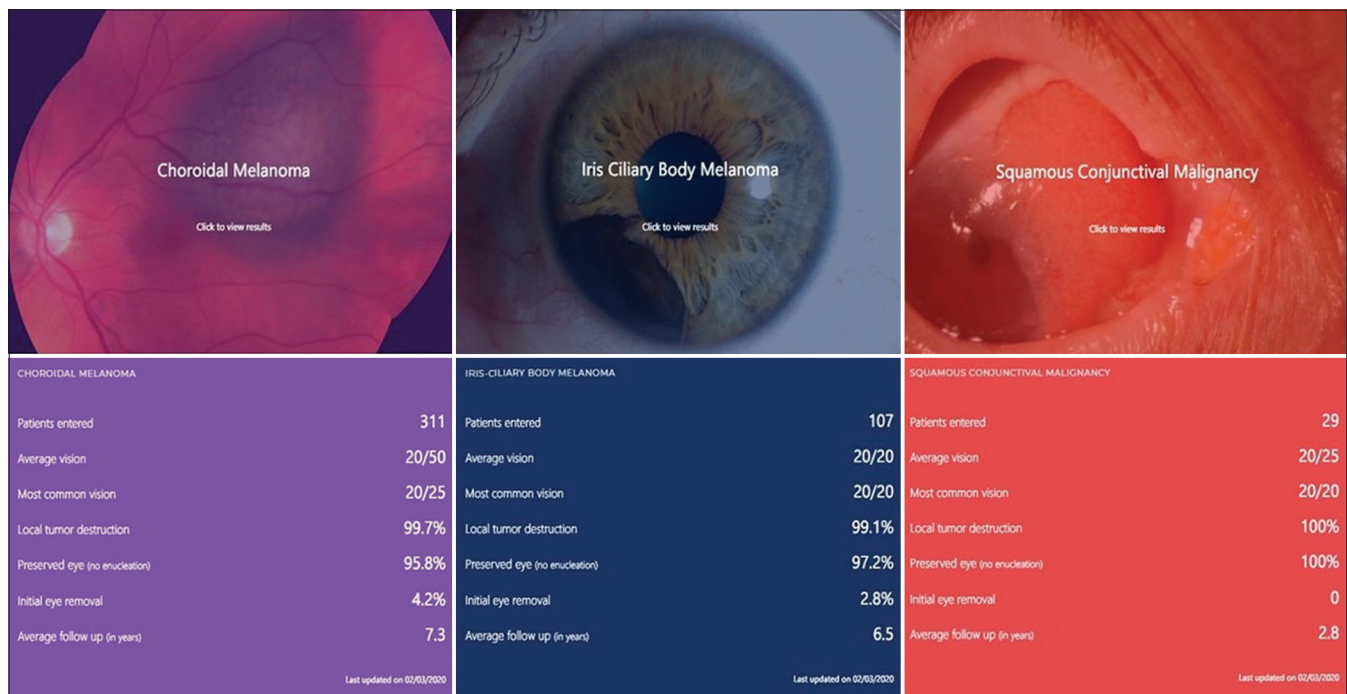 Choroidal Melanoma
Click to view results
Iris Ciliary Body Melanoma
Click to view results
Squamous Conjunctival Malignancy
Click to view results
CHOROIDAL MELANOMA
Patients entered 311
Average vision 20/50
Most common vision 20/25
Local tumor destruction 99.7%
Preserved eye (no enucleation) 95.8%
Initial eye removal 4.2%
Average follow up (in years) 7.3
Last updated on 02/03/2020
IRIS-CILIARY BODY MELANOMA
Patients entered 107
Average vision 20/20
Most common vision 20/20
Local tumor destruction 99.1%
Preserved eye (no enucleation) 97.2%
Initial eye removal 2.8%
Average follow up (in years) 6.5
Last updated on 02/03/2020
SQUAMOUS CONJUNCTIVAL MALIGNANCY
Patients entered 29
Average vision 20/25
Most common vision 20/20
Local tumor destruction 100%
Preserved eye (no enucleation) 100%
Initial eye removal 0
Average follow up (in years) 2.8
Last updated on 02/03/2020